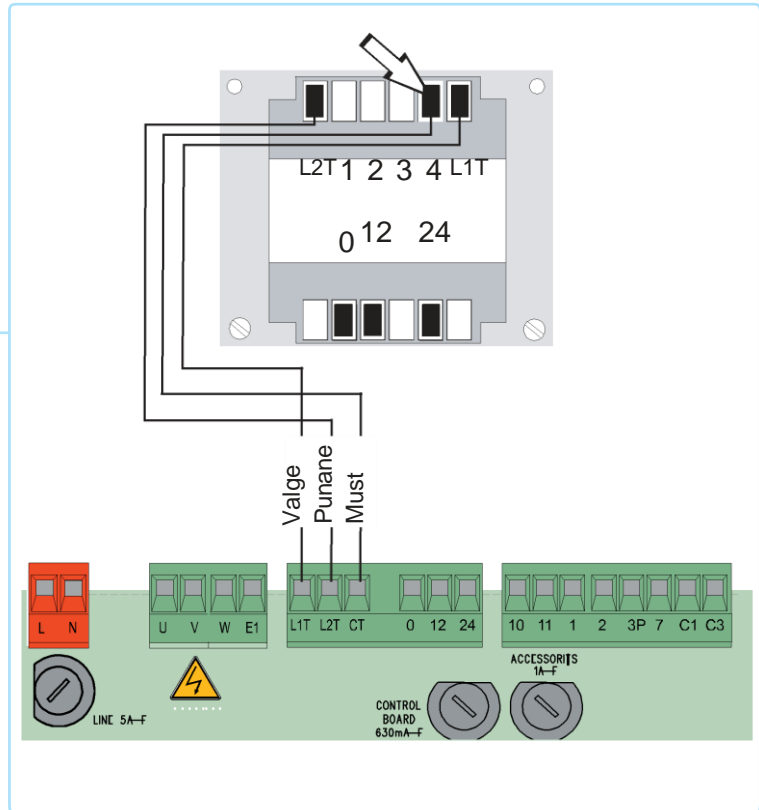 L2T 1 2 3 4 L1T
0 12 24
Valge
Punane
Must
L N
U V W E1
L1T L2T CT
0 12 24
10 11 1 2 3P 7 C1 C3
LINE 5A-F
CONTROL
BOARD
630mA-F
ACCESSORITS
1A-F